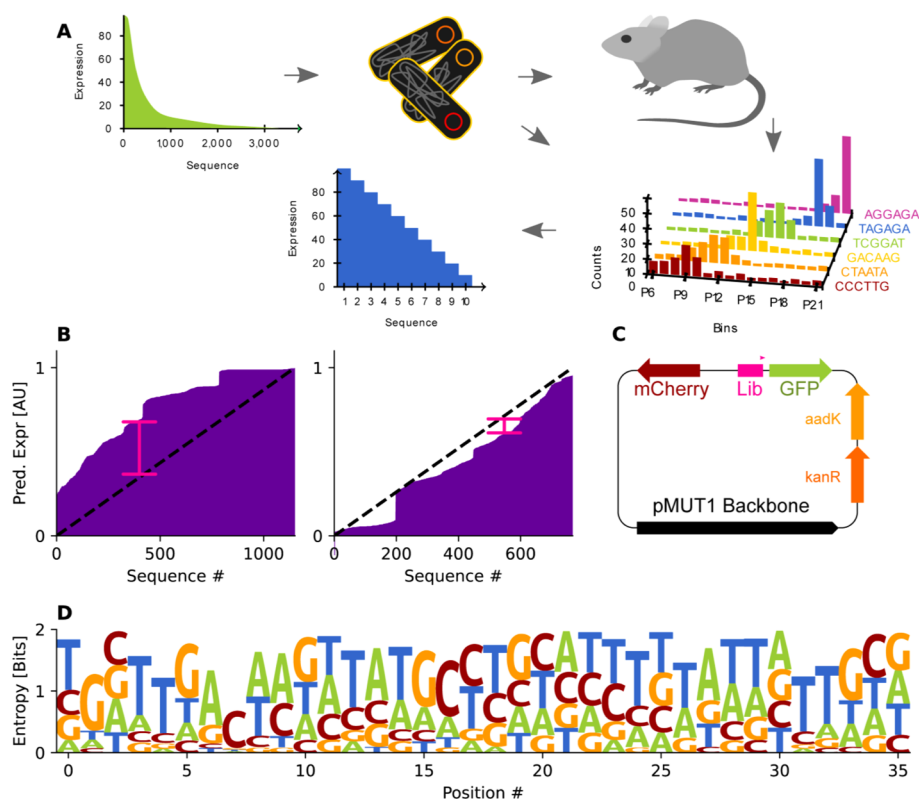 A
Expression
80
60
40
20
0
0 1,000 1,2000 3,000
Sequence
Expression
80
60
40
20
0
1 2 3 4 5 6 7 8 9 10
Sequence
Counts
50
40
30
20
10
0
P6 P9 P12 P15 P18 P21
Bins
AGGAGA
TAGAGA
TCGGAT
GACAAG
CTAATA
CCCTTG
B
Pred. Expr [AU]
1
0
0 500 1000
Sequence #
1
0
0 200 400 600
Sequence #
C
mCherry Lib GFP
aadK
kanR
pMUT1 Backbone
D
Entropy [Bits]
2
1
0
0 5 10 15 20 25 30 35
Position #